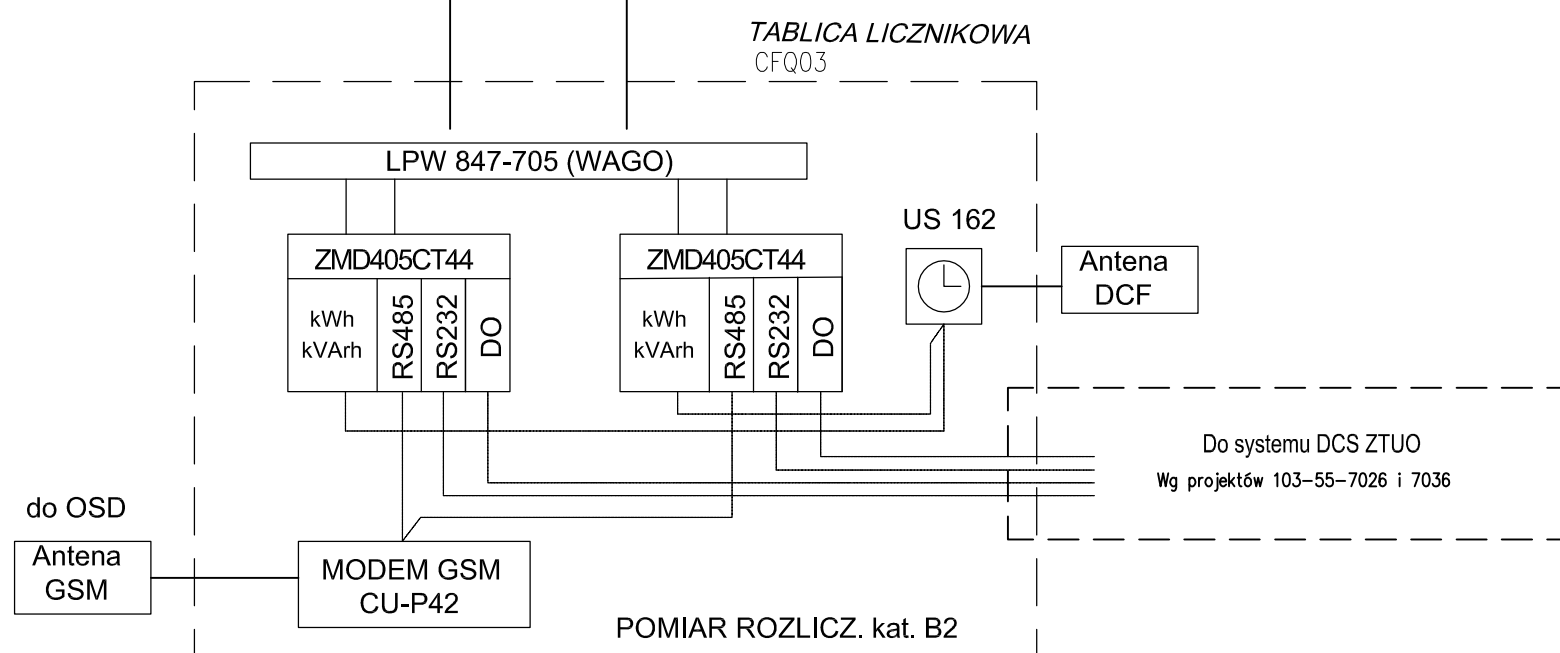 TABLICA LICZNIKOWA
CFQ03
LPW 847-705 (WAGO)
US 162
ZMD405CT44
kWh
kVArh
RS485
RS232
DO
ZMD405CT44
kWh
kVArh
RS485
RS232
DO
Antena
DCF
Do systemu DCS ZTUO
Wg projektów 103-55-7026 i 7036
do OSD
Antena
GSM
MODEM GSM
CU-P42
POMIAR ROZLICZ. kat. B2